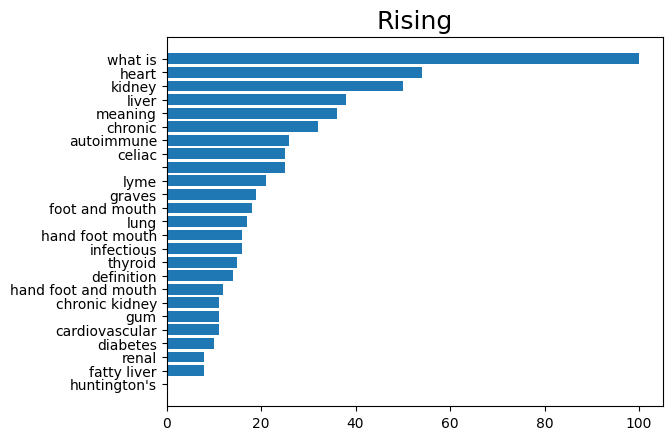 Rising
what is
heart
kidney
liver
meaning
chronic
autoimmune
celiac
lyme
graves
foot and mouth
lung
hand foot mouth
infectious
thyroid
definition
hand foot and mouth
chronic kidney
gum
cardiovascular
diabetes
renal
fatty liver
huntington's
0 20 40 60 80 100